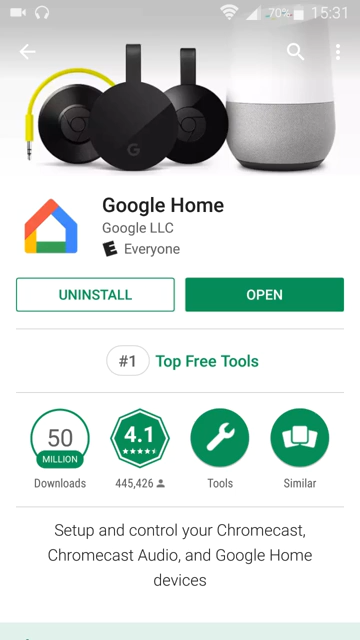 70% 15:31
G
Google Home
Google LLC
E Everyone
UNINSTALL
OPEN
#1 Top Free Tools
50
MILLION
4.1
Downloads
445,426
Tools
Similar
Setup and control your Chromecast,
Chromecast Audio, and Google Home
devices